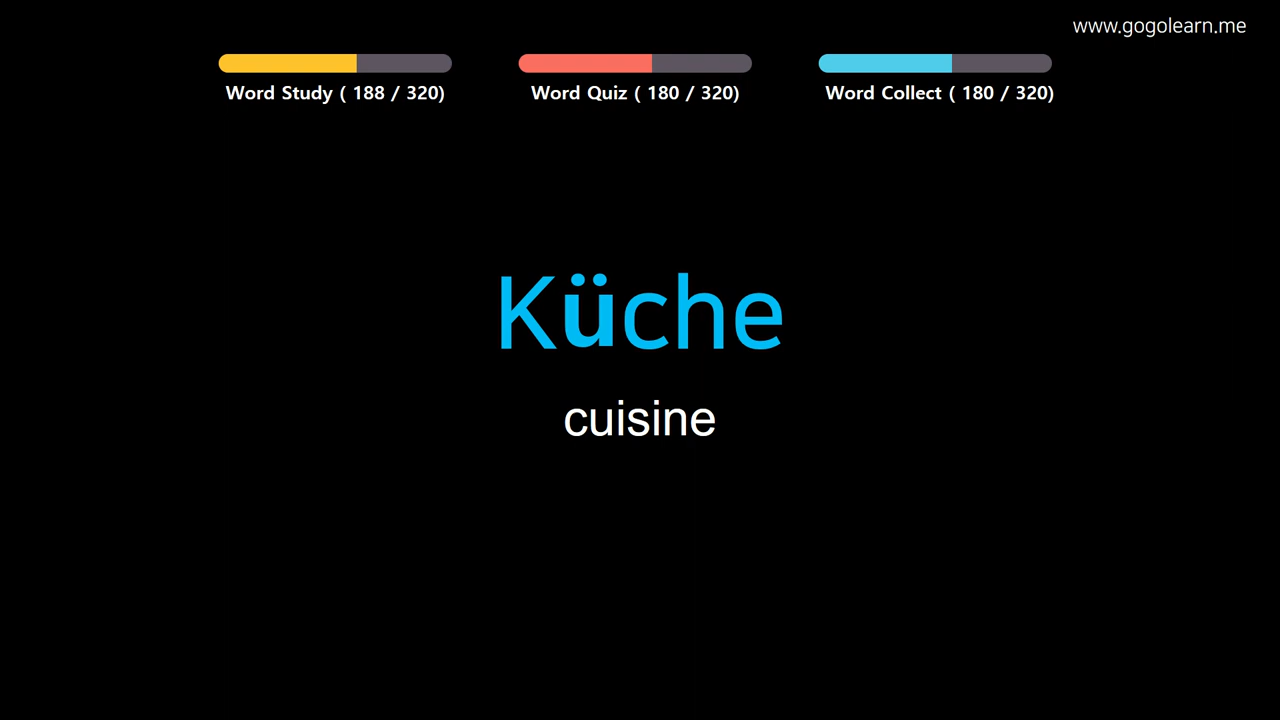 www.gogolearn.me
Word Study ( 188 / 320)
Word Quiz ( 180 / 320)
Word Collect ( 180 / 320)
Küche
cuisine